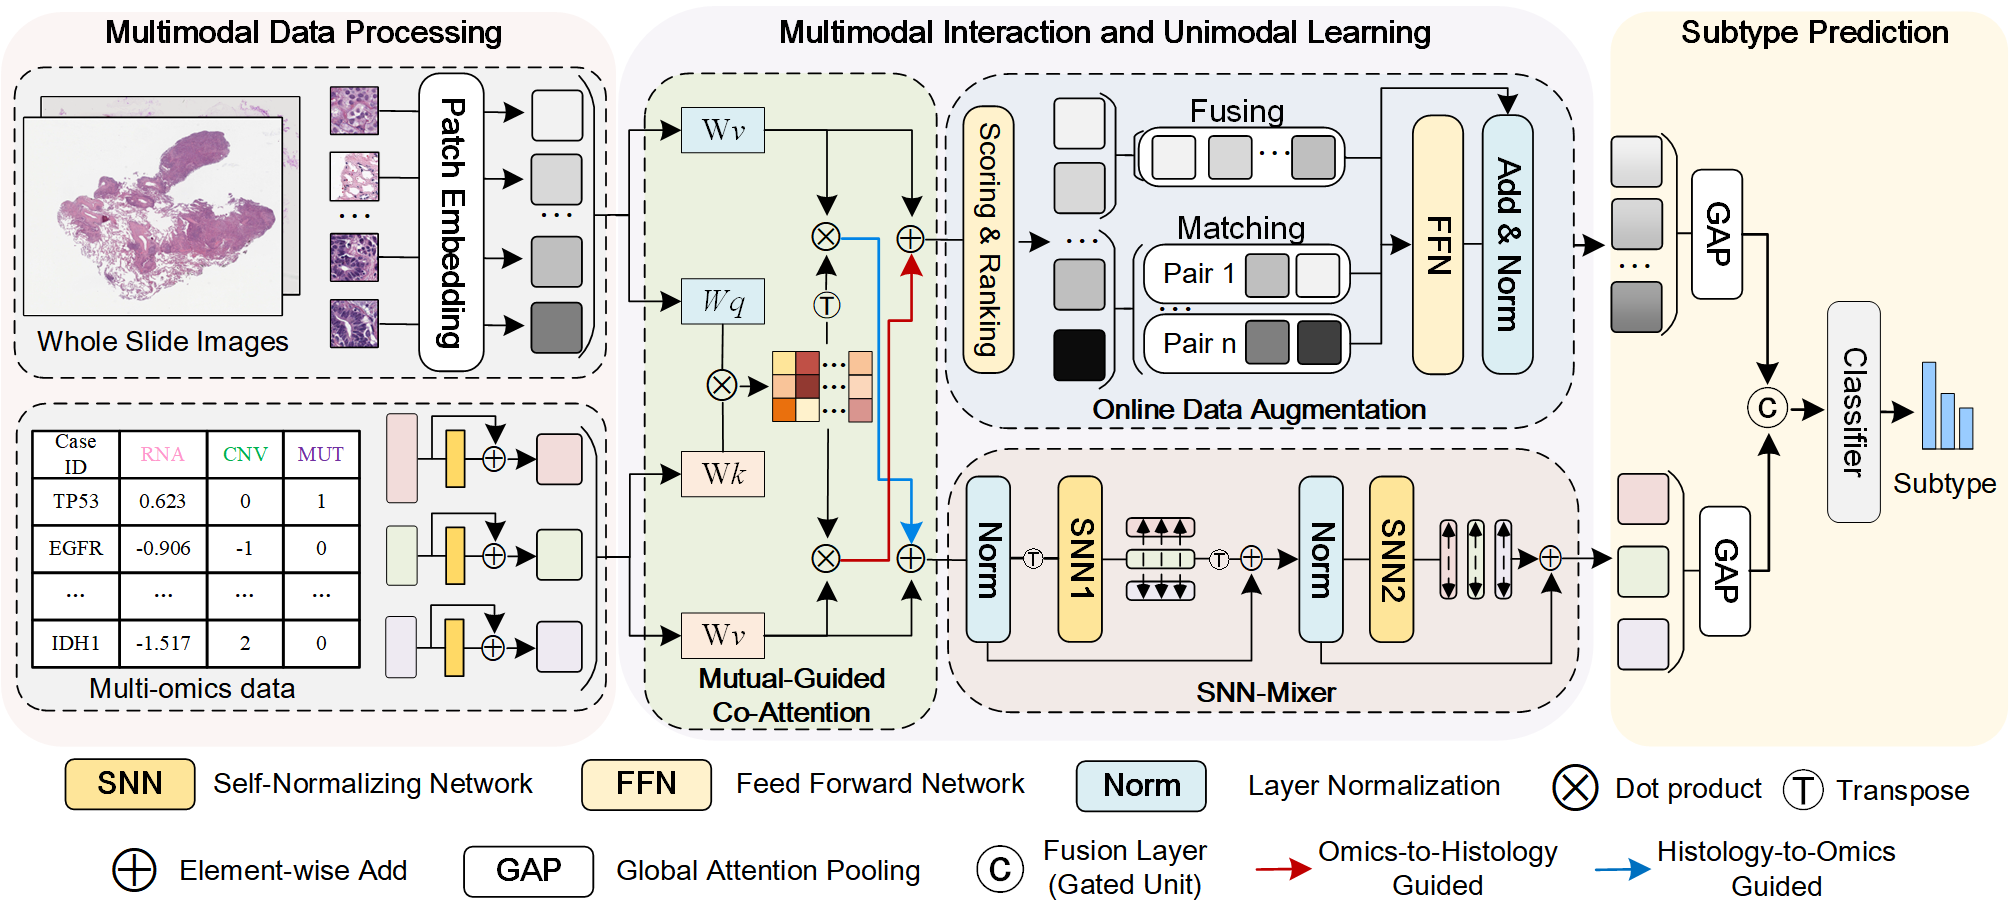 Multimodal Data Processing
Multimodal Interaction and Unimodal Learning
Subtype Prediction
Whole Slide Images
...
Patch Embedding
...
Case ID RNA CNV MUT
TP53 0.623 0 1
EGFR -0.906 -1 0
... ... ... ...
IDH1 -1.517 2 0
Multi-omics data
Wv
Wq
T
...
...
...
Wk
Wv
Mutual-Guided
Co-Attention
Scoring & Ranking
...
Fusing
...
Matching
Pair 1
...
Pair n
FFN
Add & Norm
Online Data Augmentation
Norm
T
SNN1
T
Norm
SNN2
SNN-Mixer
...
GAP
GAP
C
Classifier
Subtype
SNN Self-Normalizing Network
FFN Feed Forward Network
Norm Layer Normalization
Dot product
T Transpose
Element-wise Add
GAP Global Attention Pooling
C Fusion Layer
(Gated Unit)
Omics-to-Histology
Guided
Histology-to-Omics
Guided